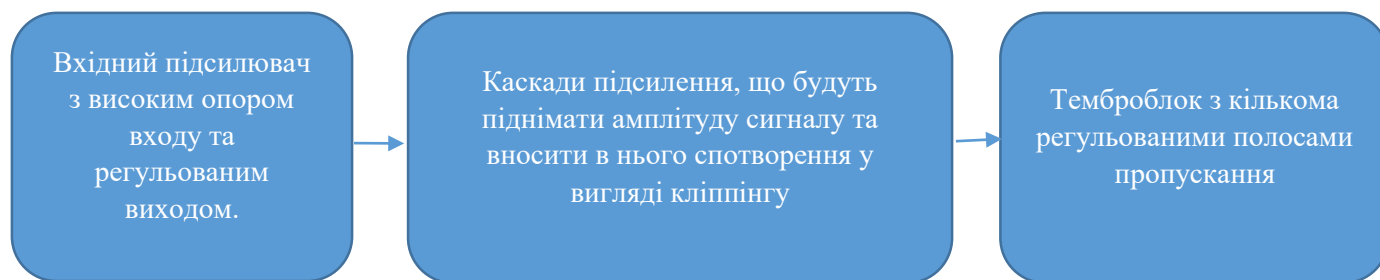 Вхідний підсилювач
з високим опором
входу та
регульованим
виходом.
Каскади підсилення, що будуть
піднімати амплітуду сигналу та
вносити в нього спотворення у
вигляді кліппінгу
Темброблок з кількома
регульованими полосами
пропускання